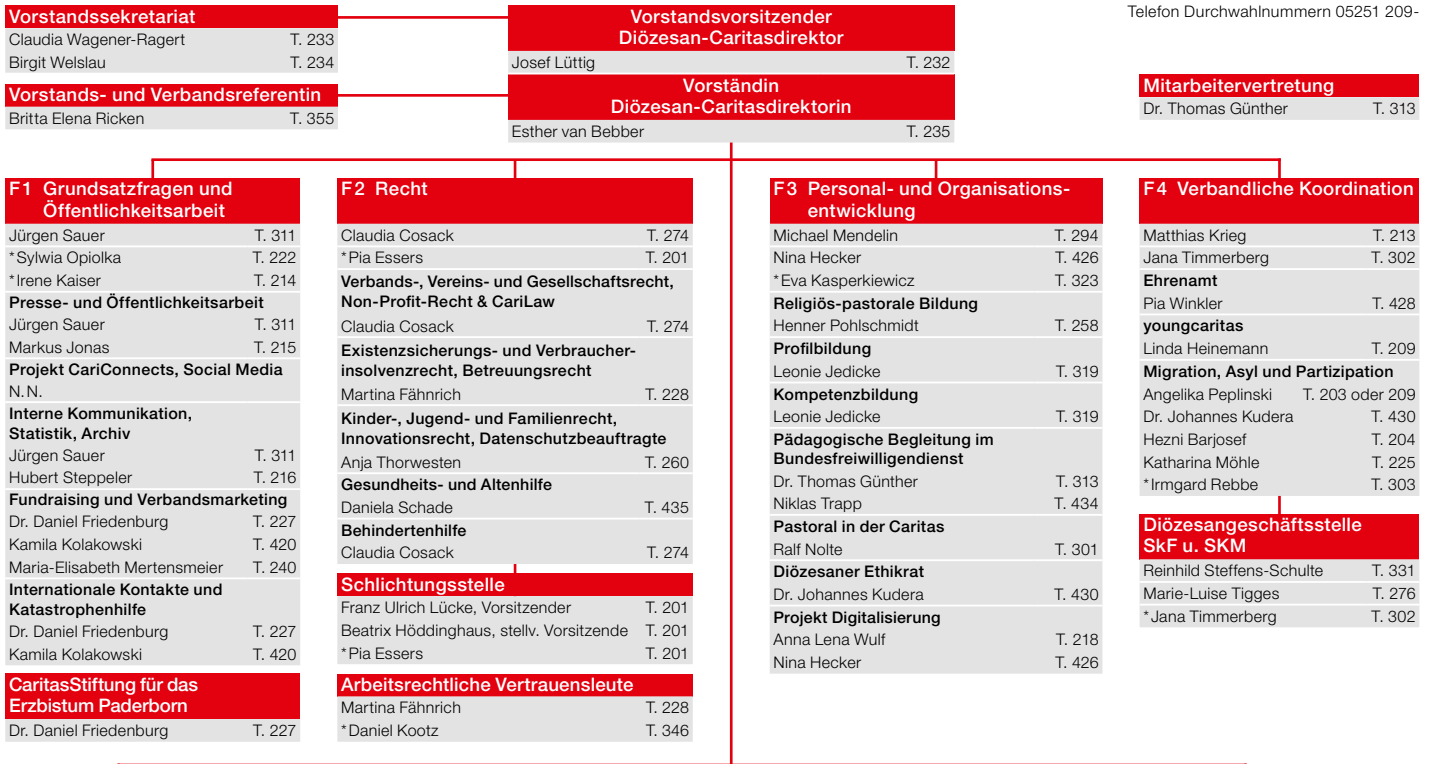 Vorstandssekretariat
Claudia Wagener-Ragert T. 233
Birgit Welslau T. 234
Vorstands- und Verbandsreferentin
Britta Elena Ricken T. 355
Vorstandsvorsitzender
Diözesan-Caritasdirektor
Josef Lüttig T. 232
Vorständin
Diözesan-Caritasdirektorin
Esther van Bebber T. 235
Telefon Durchwahlnummern 05251 209-
Mitarbeitervertretung
Dr. Thomas Günther T. 313
F1 Grundsatzfragen und
Öffentlichkeitsarbeit
Jürgen Sauer T. 311
*Sylwia Opiolka T. 222
*Irene Kaiser T. 214
Presse- und Öffentlichkeitsarbeit
Jürgen Sauer T. 311
Markus Jonas T. 215
Projekt CariConnects, Social Media
N.N.
Interne Kommunikation,
Statistik, Archiv
Jürgen Sauer T. 311
Hubert Steppeler T. 216
Fundraising und Verbandsmarketing
Dr. Daniel Friedenburg T. 227
Kamila Kolakowski T. 420
Maria-Elisabeth Mertensmeier T. 240
Internationale Kontakte und
Katastrophenhilfe
Dr. Daniel Friedenburg T. 227
Kamila Kolakowski T. 420
CaritasStiftung für das
Erzbistum Paderborn
Dr. Daniel Friedenburg T. 227
F2 Recht
Claudia Cosack T. 274
*Pia Essers T. 201
Verbands-, Vereins- und Gesellschaftsrecht,
Non-Profit-Recht & CariLaw
Claudia Cosack T. 274
Existenzsicherungs- und Verbraucher-
insolvenzrecht, Betreuungsrecht
Martina Fähnrich T. 228
Kinder-, Jugend- und Familienrecht,
Innovationsrecht, Datenschutzbeauftragte
Anja Thorwesten T. 260
Gesundheits- und Altenhilfe
Daniela Schade T. 435
Behindertenhilfe
Claudia Cosack T. 274
Schlichtungsstelle
Franz Ulrich Lücke, Vorsitzender T. 201
Beatrix Höddinghaus, stellv. Vorsitzende T. 201
*Pia Essers T. 201
Arbeitsrechtliche Vertrauensleute
Martina Fähnrich T. 228
*Daniel Kootz T. 346
F3 Personal- und Organisations-
entwicklung
Michael Mendelin T. 294
Nina Hecker T. 426
*Eva Kasperkiewicz T. 323
Religiös-pastorale Bildung
Henner Pohlschmidt T. 258
Profilbildung
Leonie Jedicke T. 319
Kompetenzbildung
Leonie Jedicke T. 319
Pädagogische Begleitung im
Bundesfreiwilligendienst
Dr. Thomas Günther T. 313
Niklas Trapp T. 434
Pastoral in der Caritas
Ralf Nolte T. 301
Diözesaner Ethikrat
Dr. Johannes Kudera T. 430
Projekt Digitalisierung
Anna Lena Wulf T. 218
Nina Hecker T. 426
F4 Verbandliche Koordination
Matthias Krieg T. 213
Jana Timmerberg T. 302
Ehrenamt
Pia Winkler T. 428
youngcaritas
Linda Heinemann T. 209
Migration, Asyl und Partizipation
Angelika Peplinski T. 203 oder 209
Dr. Johannes Kudera T. 430
Hezni Barjosef T. 204
Katharina Möhle T. 225
*Irmgard Rebbe T. 303
Diözesangeschäftsstelle
SkF u. SKM
Reinhild Steffens-Schulte T. 331
Marie-Luise Tigges T. 276
*Jana Timmerberg T. 302